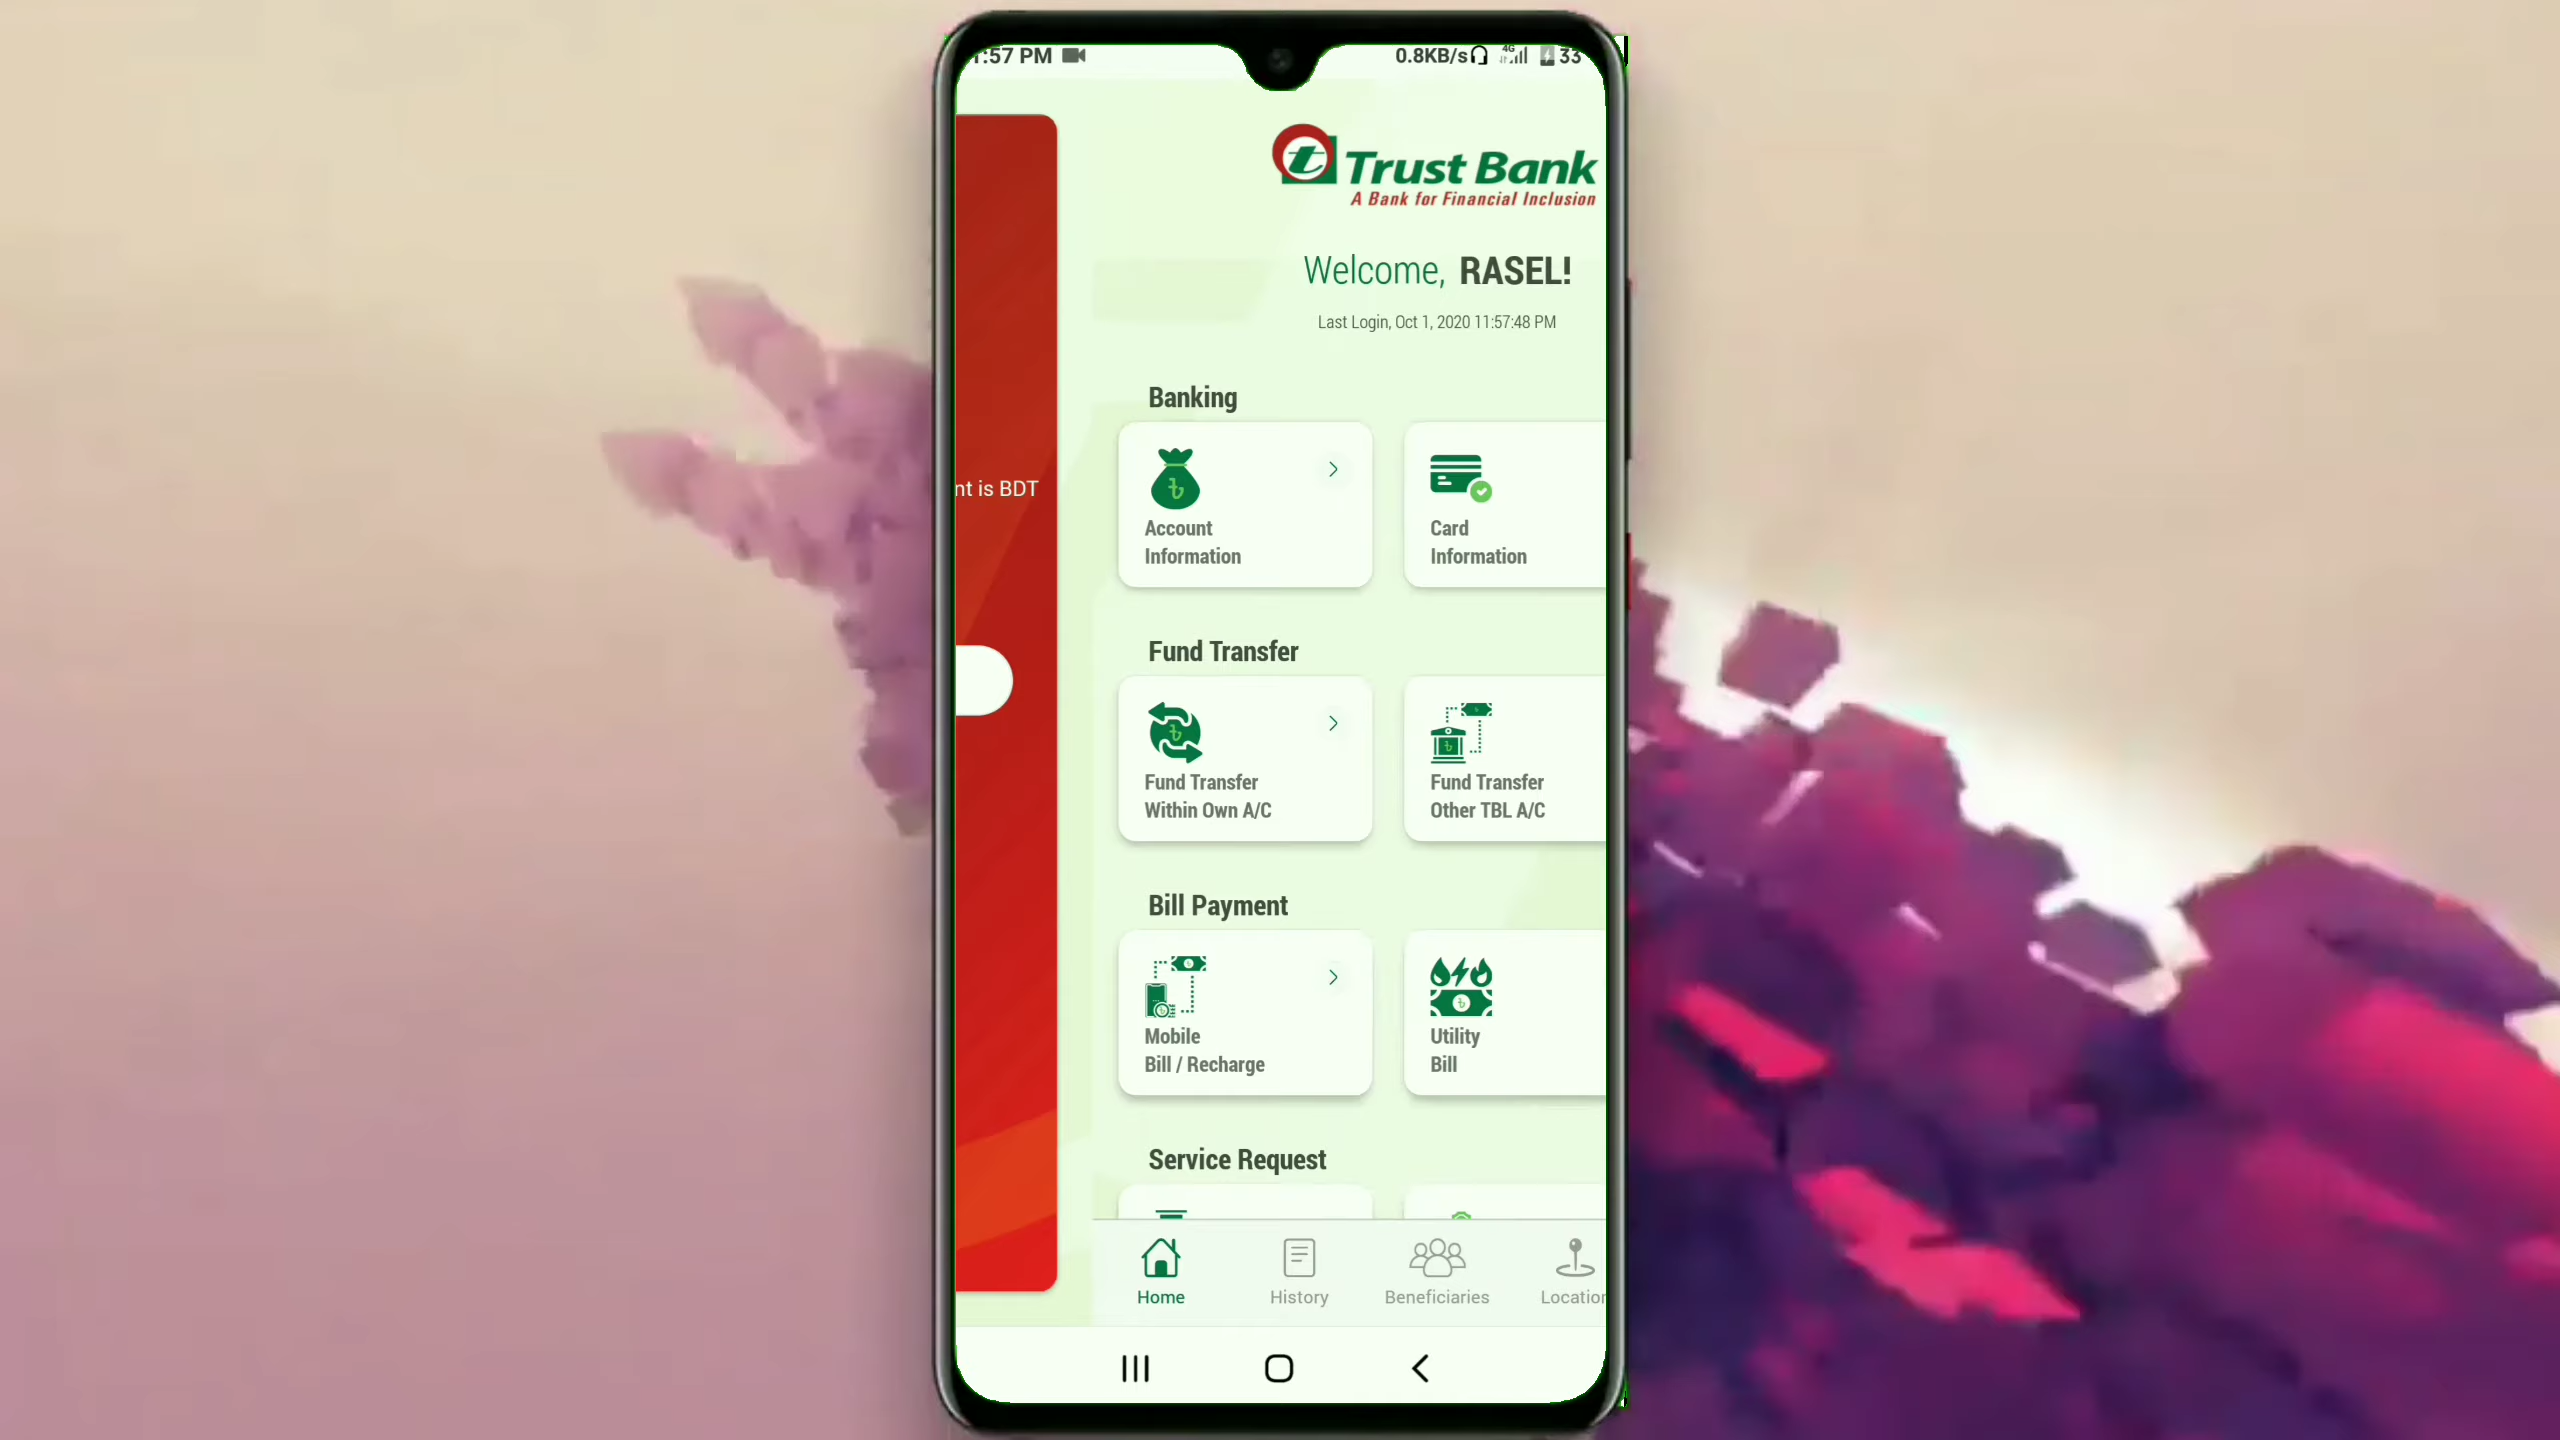 :57 PM
0.8KB/s 4G 33
t Trust Bank
A Bank for Financial Inclusion
Welcome, RASEL!
Last Login, Oct 1, 2020 11:57:48 PM
nt is BDT
Banking
Account
Information
Card
Information
Fund Transfer
Fund Transfer
Within Own A/C
Fund Transfer
Other TBL A/C
Bill Payment
Mobile
Bill / Recharge
Utility
Bill
Service Request
Home
History
Beneficiaries
Location